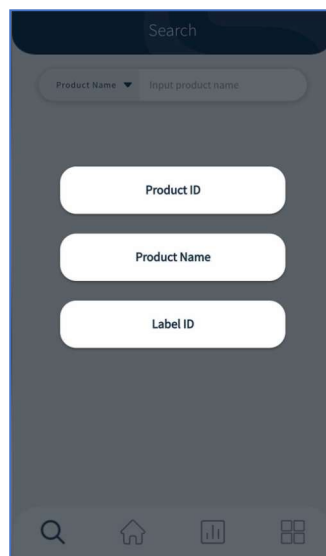 Search
Product Name Input product name
Product ID
Product Name
Label ID